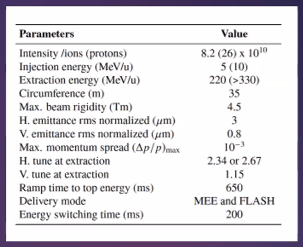 Parameters Value
Intensity /ions (protons) 8.2 (26) x 10¹⁰
Injection energy (MeV/u) 5 (10)
Extraction energy (MeV/u) 220 (>330)
Circumference (m) 35
Max. beam rigidity (Tm) 4.5
H. emittance rms normalized (μm) 3
V. emittance rms normalized (μm) 0.8
Max. momentum spread (Δp/p)max 10⁻³
H. tune at extraction 2.34 or 2.67
V. tune at extraction 1.15
Ramp time to top energy (ms) 650
Delivery mode MEE and FLASH
Energy switching time (ms) 200